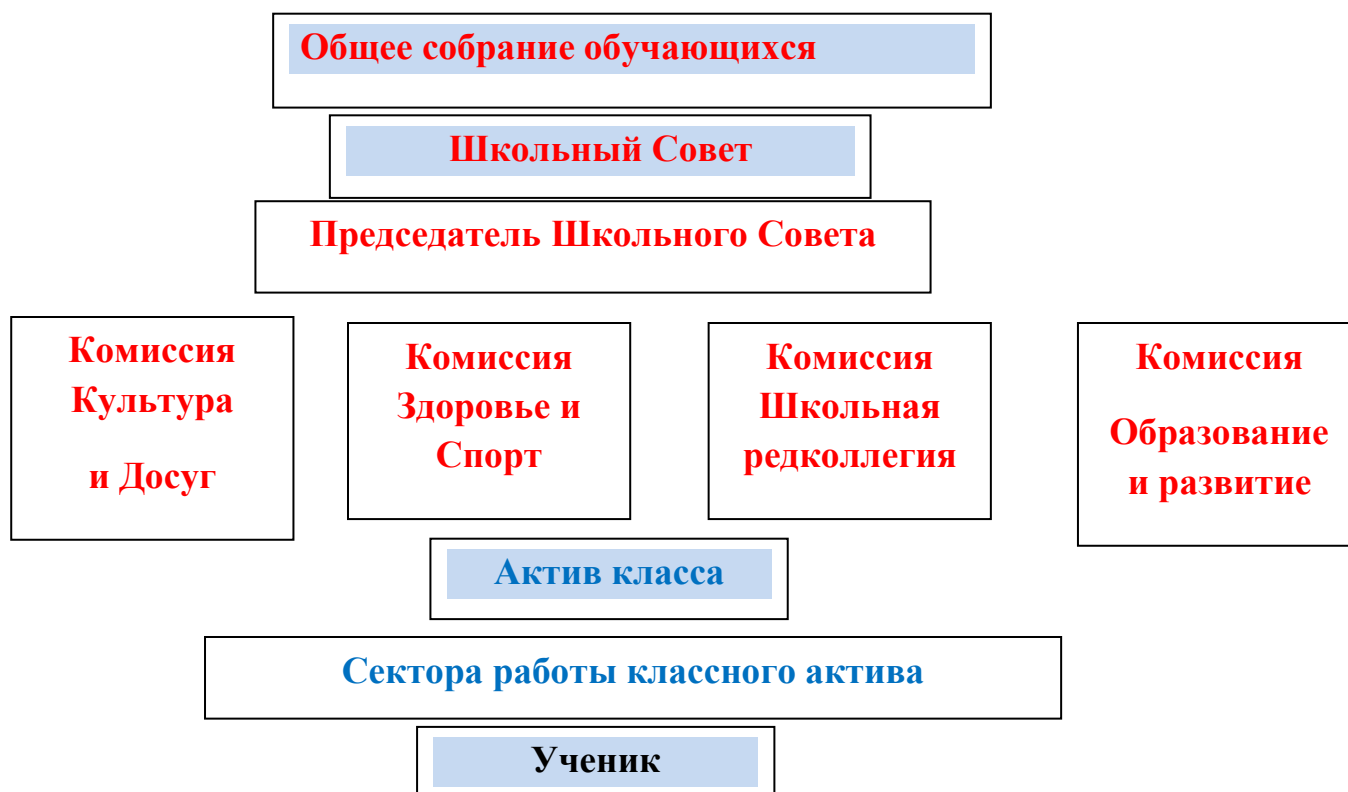 Общее собрание обучающихся
Школьный Совет
Председатель Школьного Совета
Комиссия
Культура
и Досуг
Комиссия
Здоровье и
Спорт
Комиссия
Школьная
редколлегия
Комиссия
Образование
и развитие
Актив класса
Сектора работы классного актива
Ученик